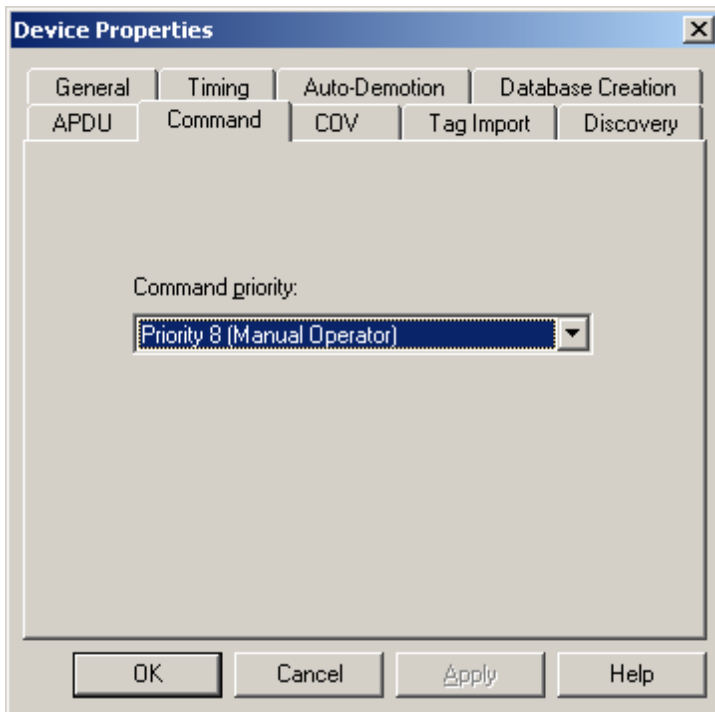 Device Properties
General Timing Auto-Demotion Database Creation
APDU Command COV Tag Import Discovery
Command priority:
Priority 8 (Manual Operator)
OK Cancel Apply Help